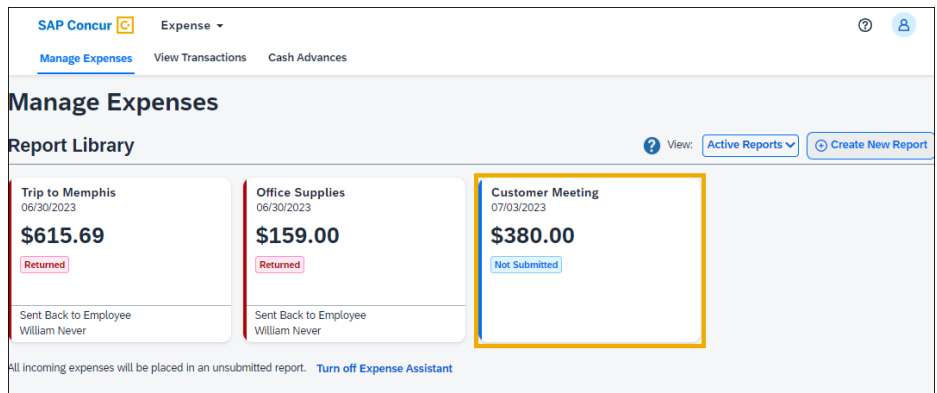 SAP Concur C Expense
Manage Expenses View Transactions Cash Advances
Manage Expenses
Report Library
? View: Active Reports Create New Report
Trip to Memphis
06/30/2023
$615.69
Returned
Sent Back to Employee
William Never
Office Supplies
06/30/2023
$159.00
Returned
Sent Back to Employee
William Never
Customer Meeting
07/03/2023
$380.00
Not Submitted
All incoming expenses will be placed in an unsubmitted report. Turn off Expense Assistant